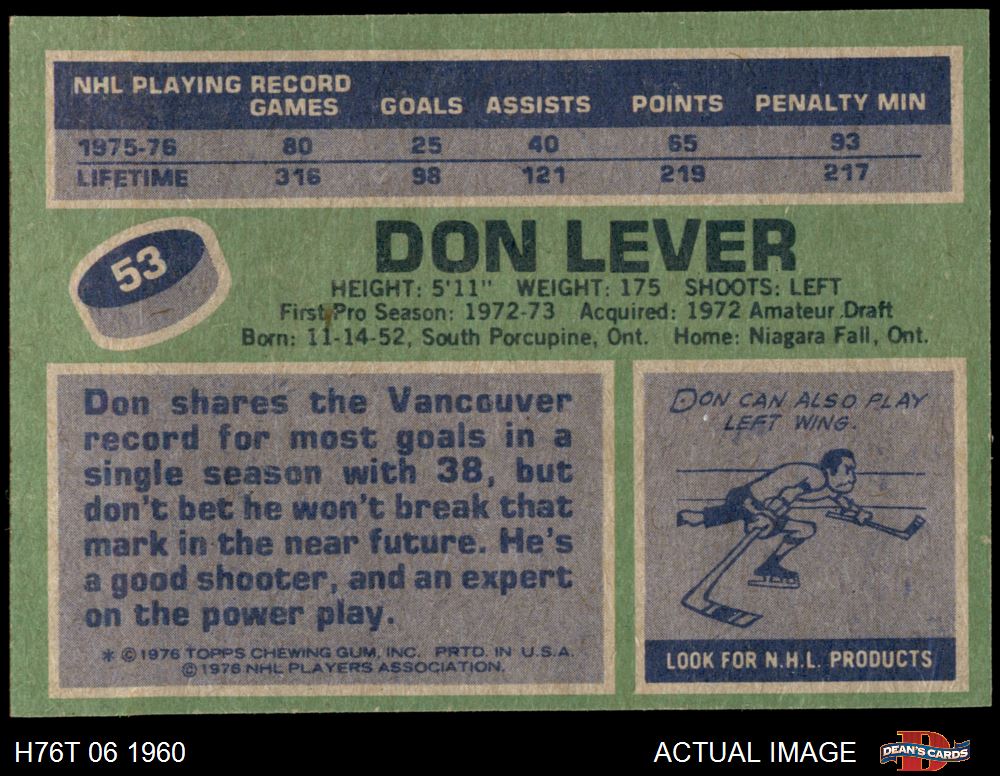 NHL PLAYING RECORD
GAMES GOALS ASSISTS POINTS PENALTY MIN
1975-76 80 25 40 65 93
LIFETIME 316 98 121 219 217
53
DON LEVER
HEIGHT: 5'11" WEIGHT: 175 SHOOTS: LEFT
First Pro Season: 1972-73 Acquired: 1972 Amateur Draft
Born: 11-14-52, South Porcupine, Ont. Home: Niagara Fall, Ont.
Don shares the Vancouver
record for most goals in a
single season with 38, but
don't bet he won't break that
mark in the near future. He's
a good shooter, and an expert
on the power play.
* © 1976 TOPPS CHEWING GUM, INC. PRTD. IN U.S.A.
© 1976 NHL PLAYERS ASSOCIATION.
DON CAN ALSO PLAY
LEFT WING.
LOOK FOR N.H.L. PRODUCTS
H76T 06 1960
ACTUAL IMAGE
DEAN'S CARDS